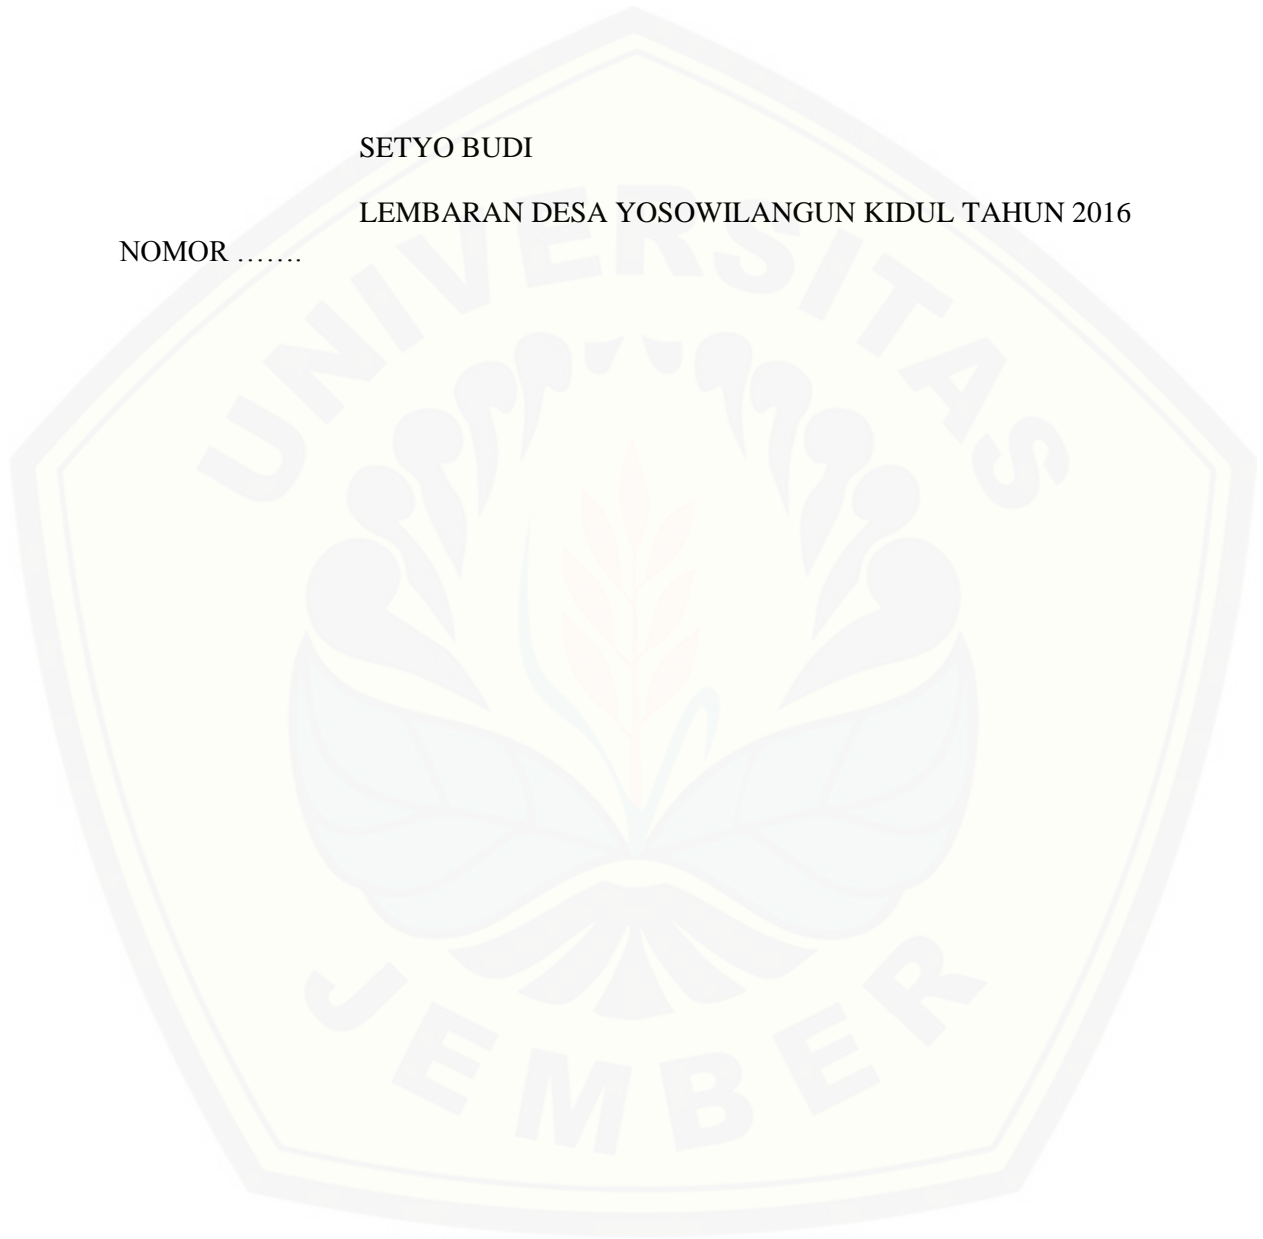 SETYO BUDI
LEMBARAN DESA YOSOWILANGUN KIDUL TAHUN 2016
NOMOR …….
UNIVERSITAS
JEMBER